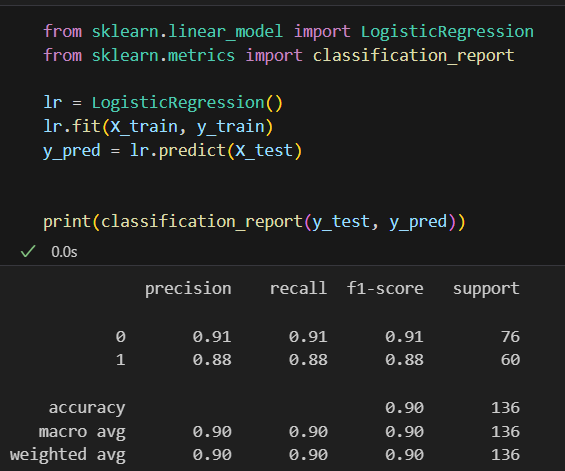 from sklearn.linear_model import LogisticRegression
from sklearn.metrics import classification_report
lr = LogisticRegression()
lr.fit(X_train, y_train)
y_pred = lr.predict(X_test)
print(classification_report(y_test, y_pred))
0.0s
precision recall f1-score support
0 0.91 0.91 0.91 76
1 0.88 0.88 0.88 60
accuracy 0.90 136
macro avg 0.90 0.90 0.90 136
weighted avg 0.90 0.90 0.90 136